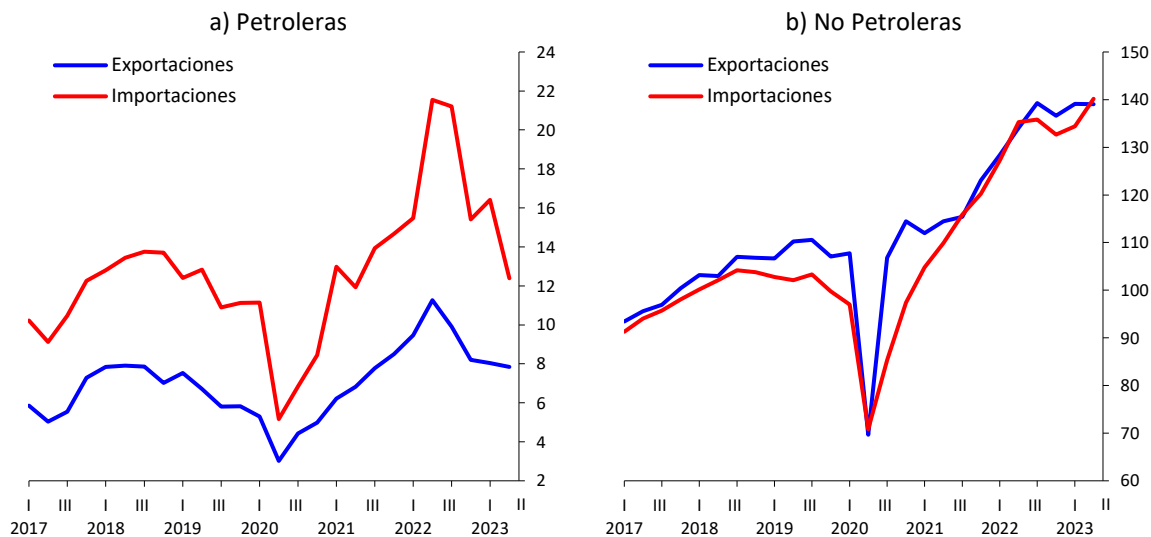 a) Petroleras
Exportaciones
Importaciones
24
22
20
18
16
14
12
10
8
6
4
2
I III I III I III I III I III I III I II
2017 2018 2019 2020 2021 2022 2023
b) No Petroleras
Exportaciones
Importaciones
150
140
130
120
110
100
90
80
70
60
I III I III I III I III I III I III I II
2017 2018 2019 2020 2021 2022 2023